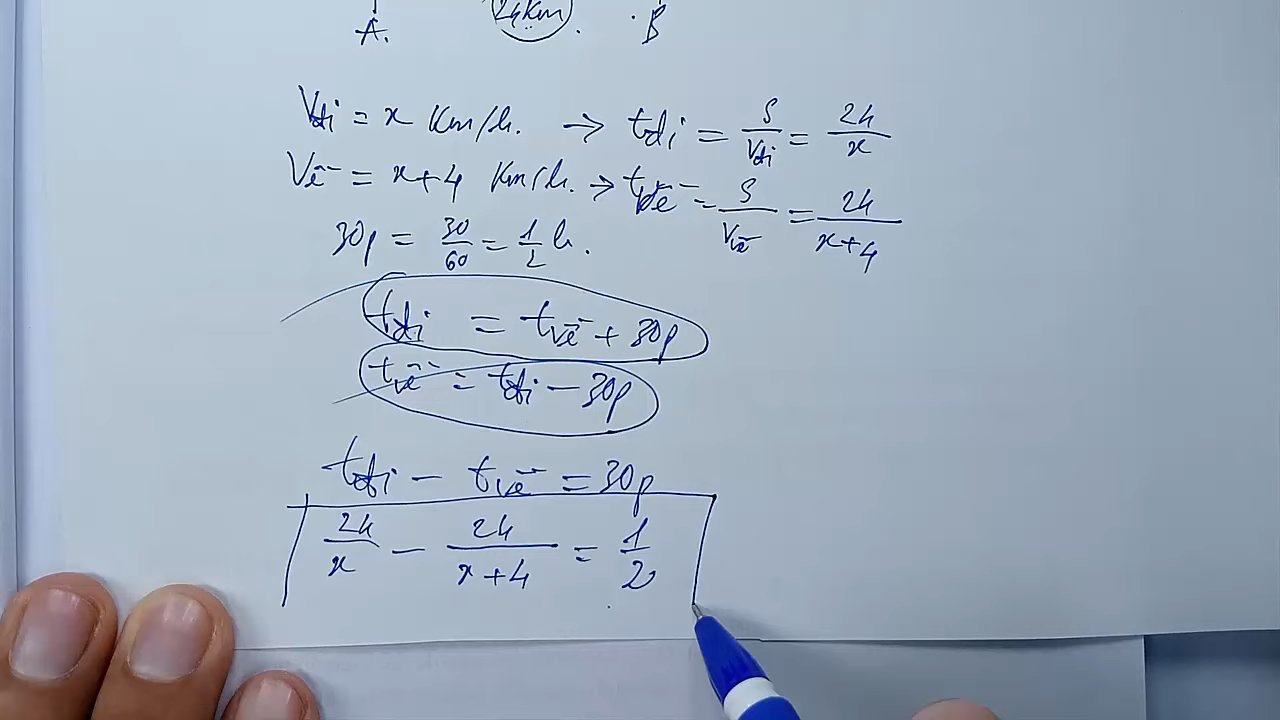 24Km
A. . B
Vđi = x Km/h. → tđi = S/Vđi = 24/x
Về = x+4 Km/h. → tVề = S/Vvề = 24/x+4
30p = 30/60 = 1/2 h.
tđi = tvề + 30p
tvề = tđi - 30p
tđi - tvề = 30p
24/x - 24/x+4 = 1/2